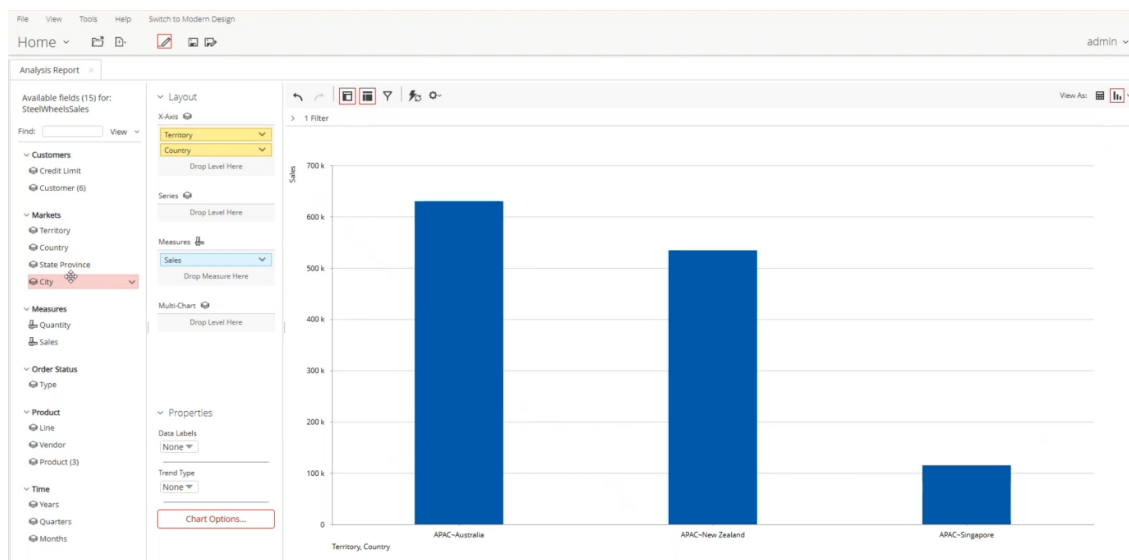 File View Tools Help Switch to Modern Design
Home
admin
Analysis Report ×
Available fields (15) for:
SteelWheelsSales
Find:
View
Customers
Credit Limit
Customer (6)
Markets
Territory
Country
State Province
City
Measures
Quantity
Sales
Order Status
Type
Product
Line
Vendor
Product (3)
Time
Years
Quarters
Months
Layout
X-Axis
Territory
Country
Drop Level Here
Series
Drop Level Here
Measures
Sales
Drop Measure Here
Multi-Chart
Drop Level Here
Properties
Data Labels
None
Trend Type
None
Chart Options...
View As:
1 Filter
Sales
700 k
600 k
500 k
400 k
300 k
200 k
100 k
0
APAC~Australia
APAC~New Zealand
APAC~Singapore
Territory, Country